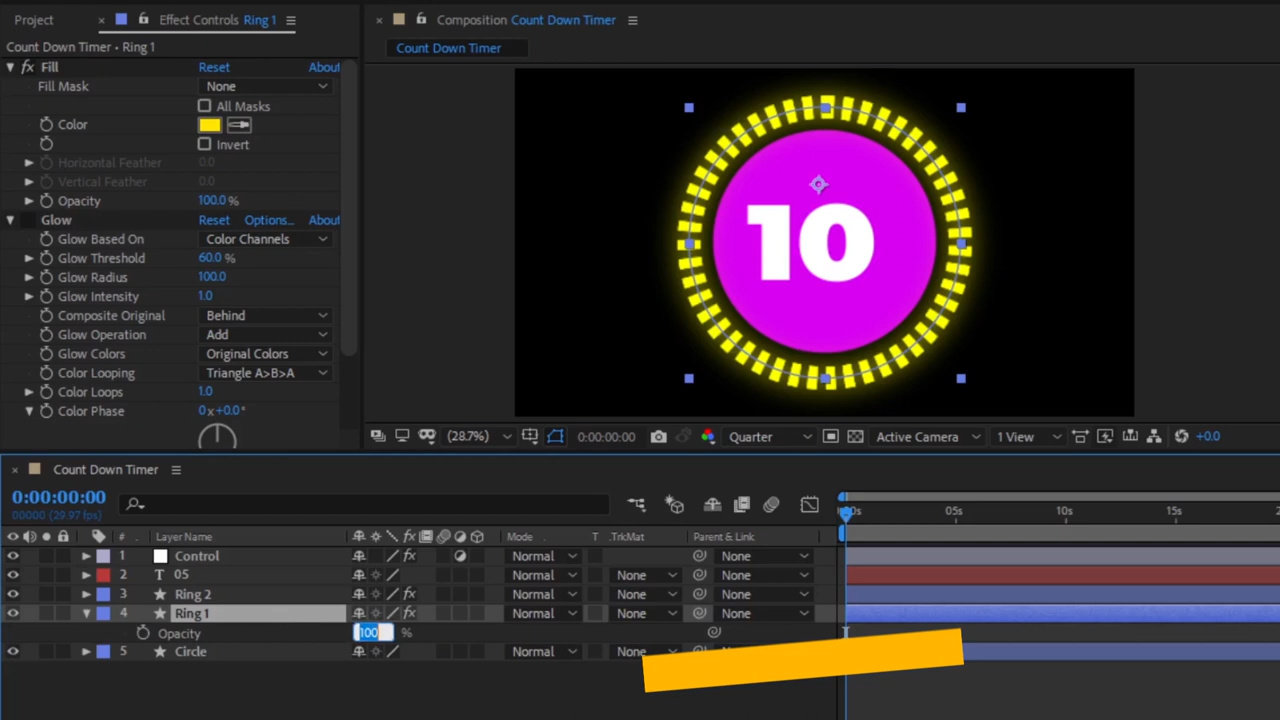 Project × Effect Controls Ring 1
Count Down Timer • Ring 1
fx Fill Reset About
Fill Mask None
All Masks
Color
Invert
Horizontal Feather 0.0
Vertical Feather 0.0
Opacity 100.0 %
Glow Reset Options... About
Glow Based On Color Channels
Glow Threshold 60.0 %
Glow Radius 100.0
Glow Intensity 1.0
Composite Original Behind
Glow Operation Add
Glow Colors Original Colors
Color Looping Triangle A>B>A
Color Loops 1.0
Color Phase 0 x+0.0°
× Composition Count Down Timer
Count Down Timer
10
(28.7%) 0:00:00:00 Quarter Active Camera 1 View +0.0
× Count Down Timer
0:00:00:00
00000 (29.97 fps)
# Layer Name fx Mode T .TrkMat Parent & Link
:00s 05s 10s 15s
1 Control fx Normal None
2 T 05 Normal None None
3 Ring 2 fx Normal None None
4 Ring 1 fx Normal None None
Opacity 100 %
5 Circle Normal None None